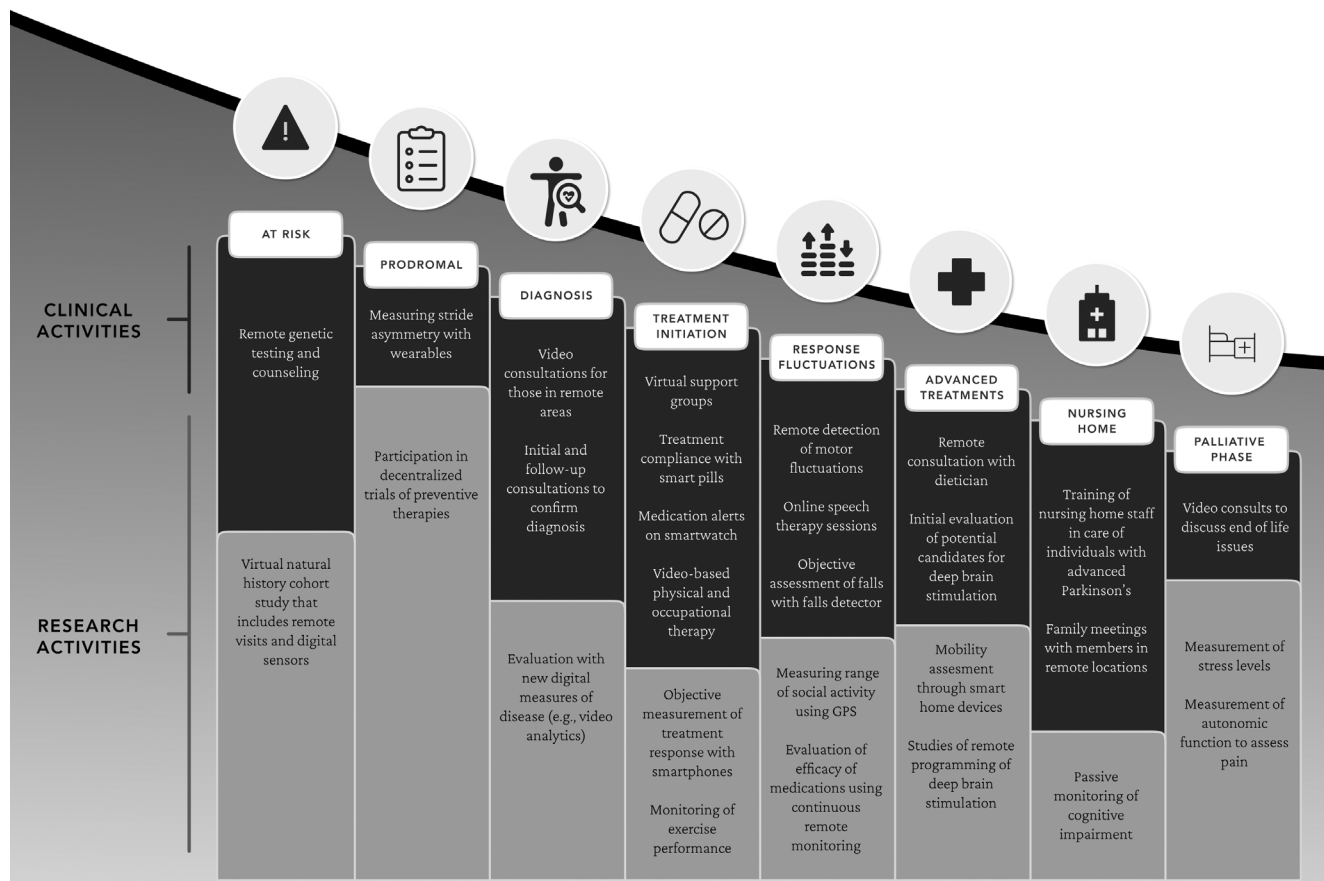 CLINICAL
ACTIVITIES
RESEARCH
ACTIVITIES
AT RISK
Remote genetic
testing and
counseling
Virtual natural
history cohort
study that
includes remote
visits and digital
sensors
PRODROMAL
Measuring stride
asymmetry with
wearables
Participation in
decentralized
trials of preventive
therapies
DIAGNOSIS
Video
consultations for
those in remote
areas
Initial and
follow-up
consultations to
confirm
diagnosis
Evaluation with
new digital
measures of
disease (e.g., video
analytics)
TREATMENT
INITIATION
Virtual support
groups
Treatment
compliance with
smart pills
Medication alerts
on smartwatch
Video-based
physical and
occupational
therapy
Objective
measurement of
treatment
response with
smartphones
Monitoring of
exercise
performance
RESPONSE
FLUCTUATIONS
Remote detection
of motor
fluctuations
Online speech
therapy sessions
Objective
assessment of falls
with falls detector
Measuring range
of social activity
using GPS
Evaluation of
efficacy of
medications using
continuous
remote
monitoring
ADVANCED
TREATMENTS
Remote
consultation with
dietician
Initial evaluation
of potential
candidates for
deep brain
stimulation
Mobility
assesment
through smart
home devices
Studies of remote
programming of
deep brain
stimulation
NURSING
HOME
Training of
nursing home staff
in care of
individuals with
advanced
Parkinson's
Family meetings
with members in
remote locations
Passive
monitoring of
cognitive
impairment
PALLIATIVE
PHASE
Video consults to
discuss end of life
issues
Measurement of
stress levels
Measurement of
autonomic
function to assess
pain